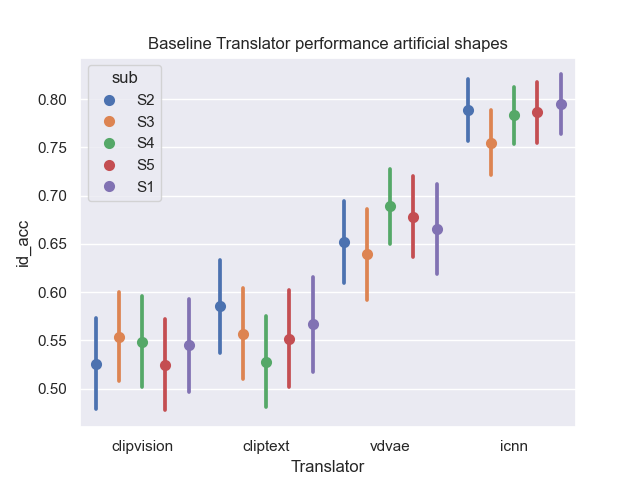 Baseline Translator performance artificial shapes
sub
S2
S3
S4
S5
S1
id_acc
0.80
0.75
0.70
0.65
0.60
0.55
0.50
clipvision cliptext vdvae icnn
Translator